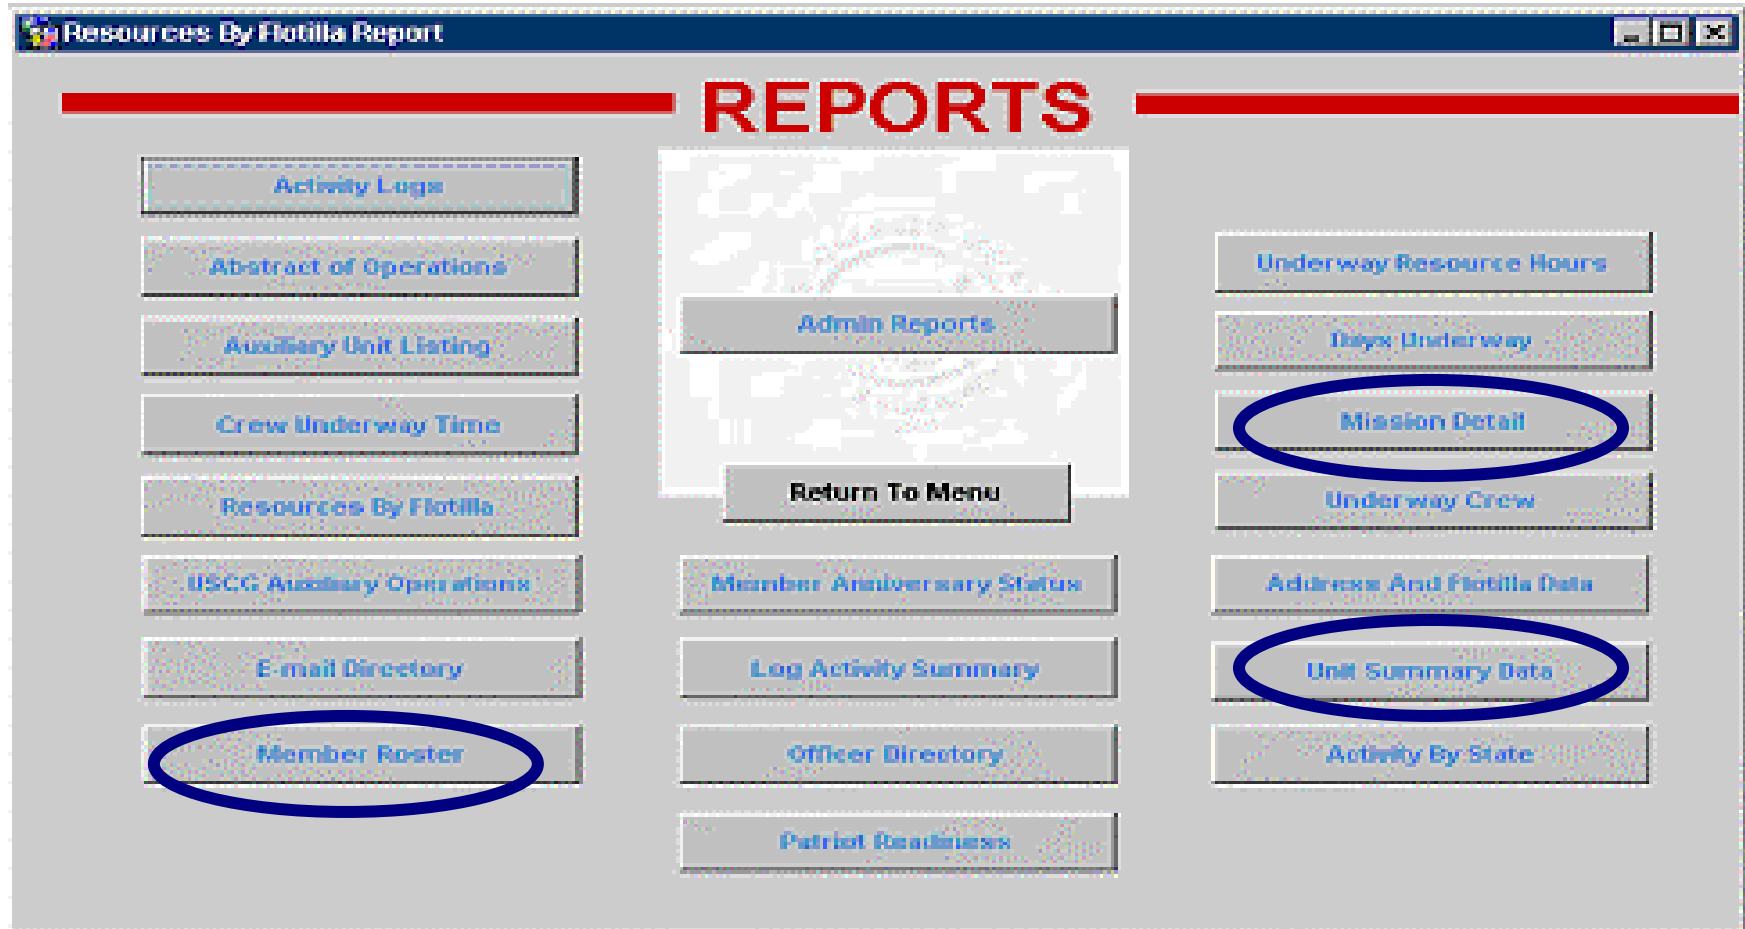 Resources By Flotilla Report
REPORTS
Activity Logs
Abstract of Operations
Auxiliary Unit Listing
Crew Underway Time
Resources By Flotilla
USCG Auxiliary Operations
E-mail Directory
Member Roster
Admin Reports
Return To Menu
Member Anniversary Status
Log Activity Summary
Officer Directory
Patriot Readiness
Underway Resource Hours
Days Underway
Mission Detail
Underway Crew
Address And Flotilla Data
Unit Summary Data
Activity By State